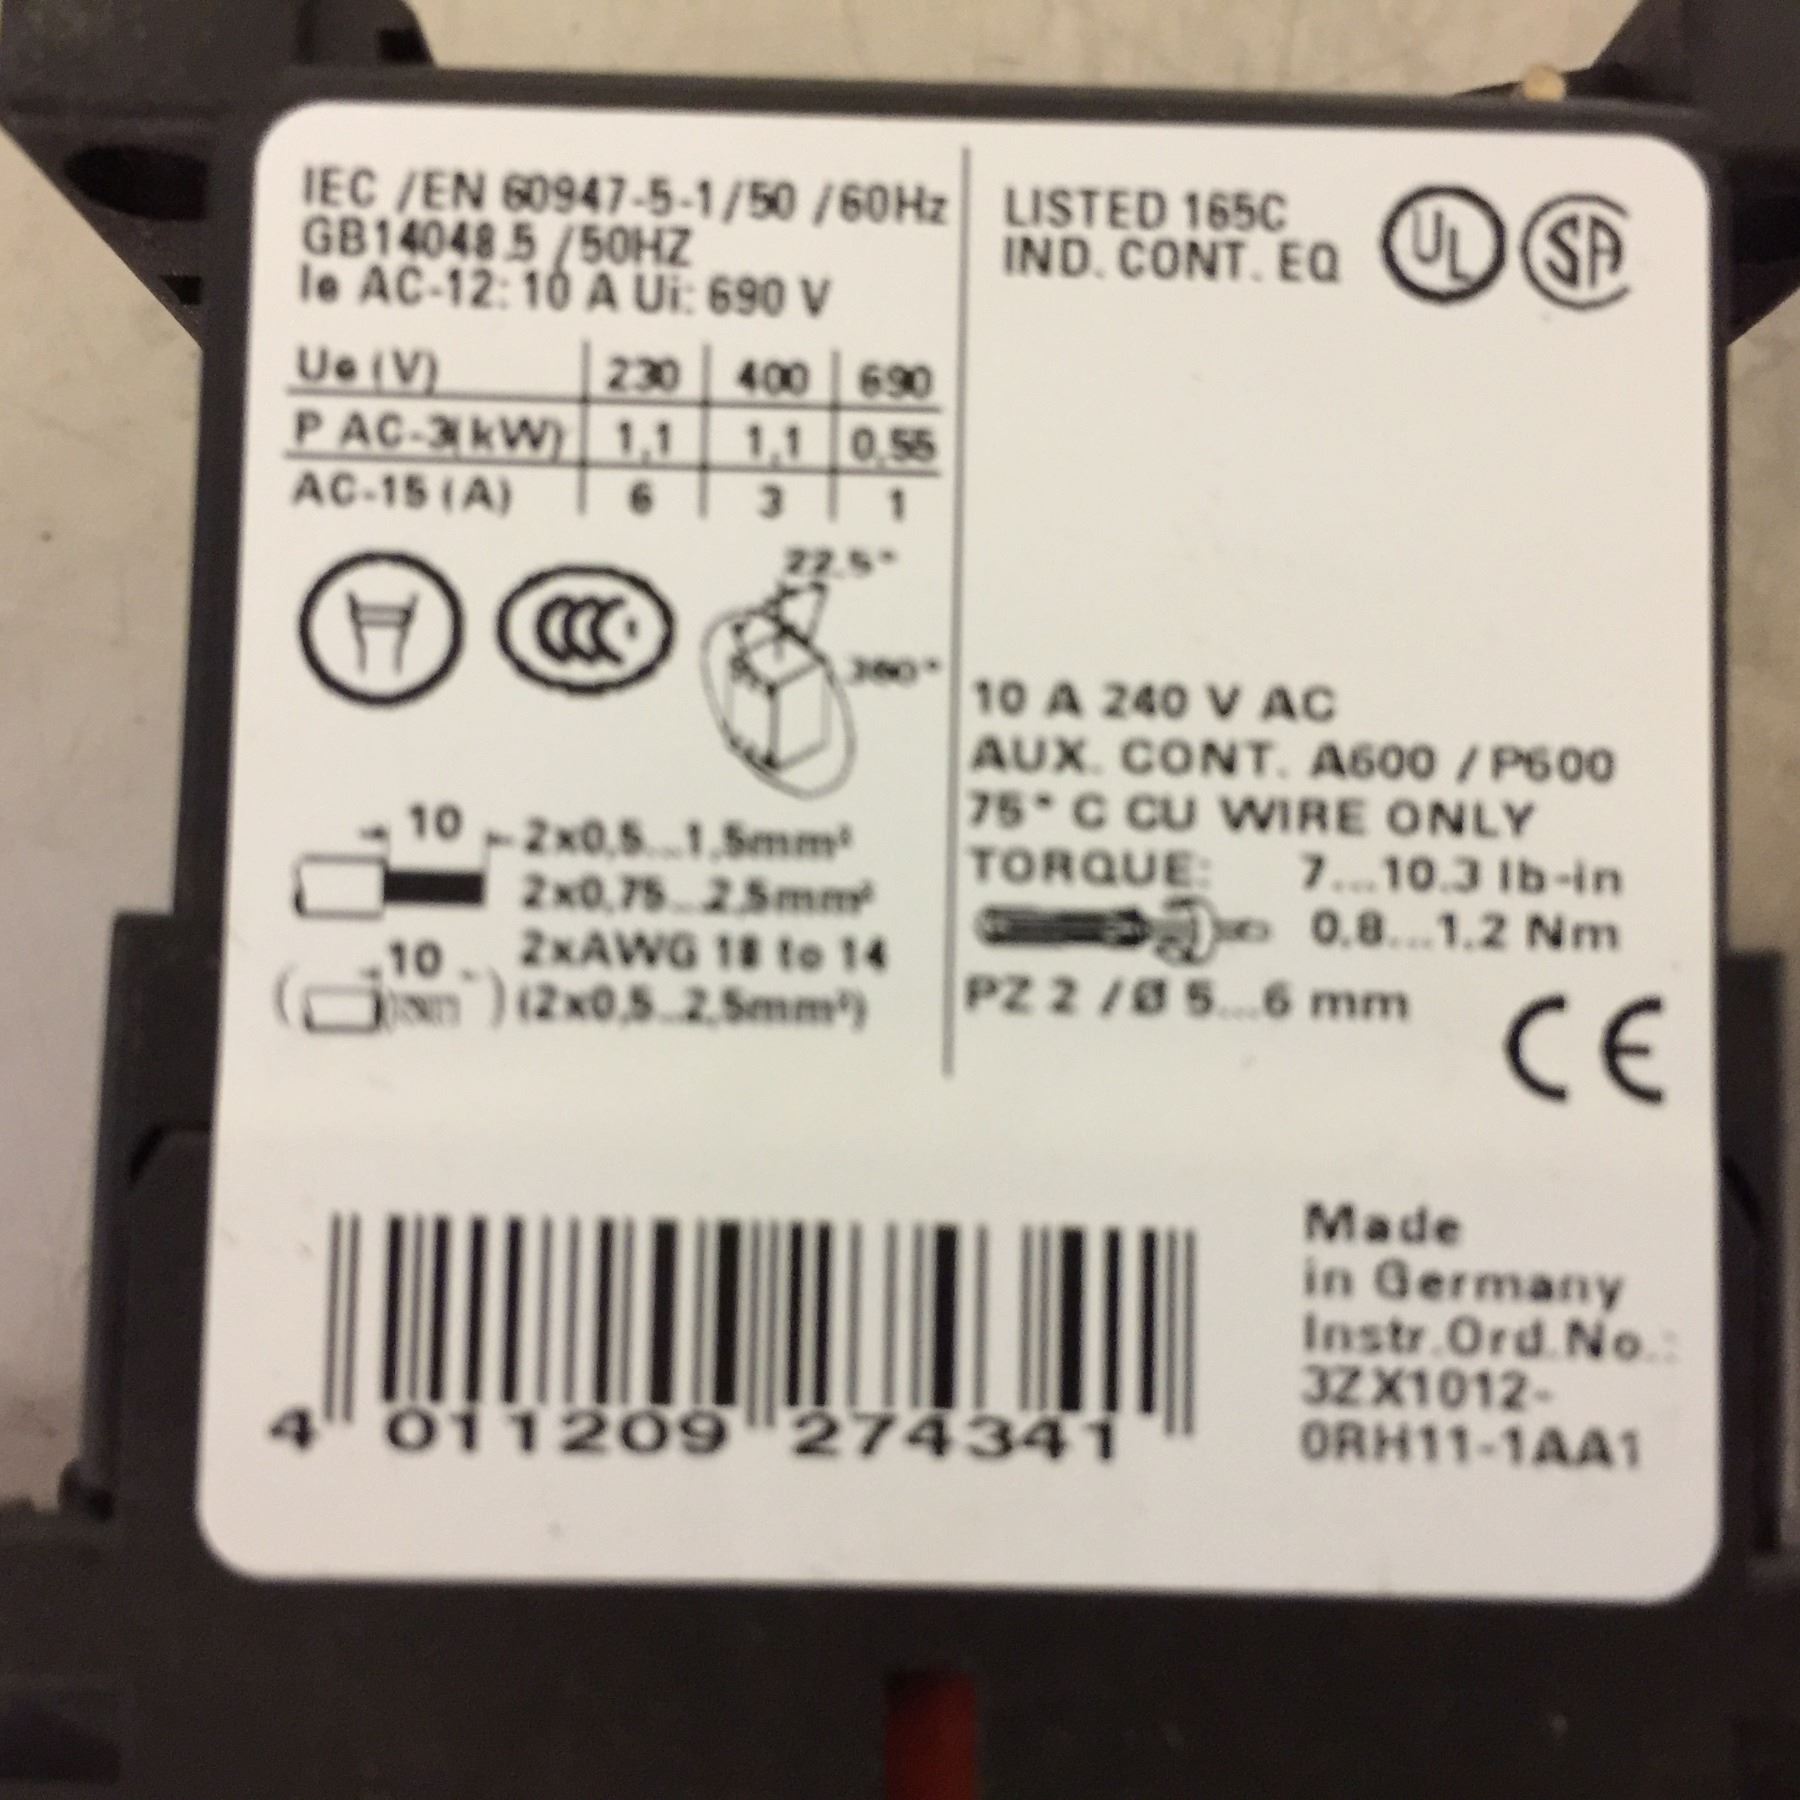 IEC /EN 60947-5-1/50 /60Hz
GB14048.5 /50HZ
Ie AC-12: 10 A Ui: 690 V
Ue (V) 230 400 690
P AC-3(kW) 1,1 1,1 0,55
AC-15 (A) 6 3 1
CCC
22.5°
360°
10 2x0,5...1,5mm²
2x0,75...2,5mm²
2xAWG 18 to 14
10 (2x0,5...2,5mm²)
LISTED 165C
IND. CONT. EQ
UL
SA
10 A 240 V AC
AUX. CONT. A600 / P600
75° C CU WIRE ONLY
TORQUE: 7...10.3 lb-in
0.8...1.2 Nm
PZ 2 / Ø 5...6 mm
CE
4 011209 274341
Made
in Germany
Instr.Ord.No.:
3ZX1012-
0RH11-1AA1